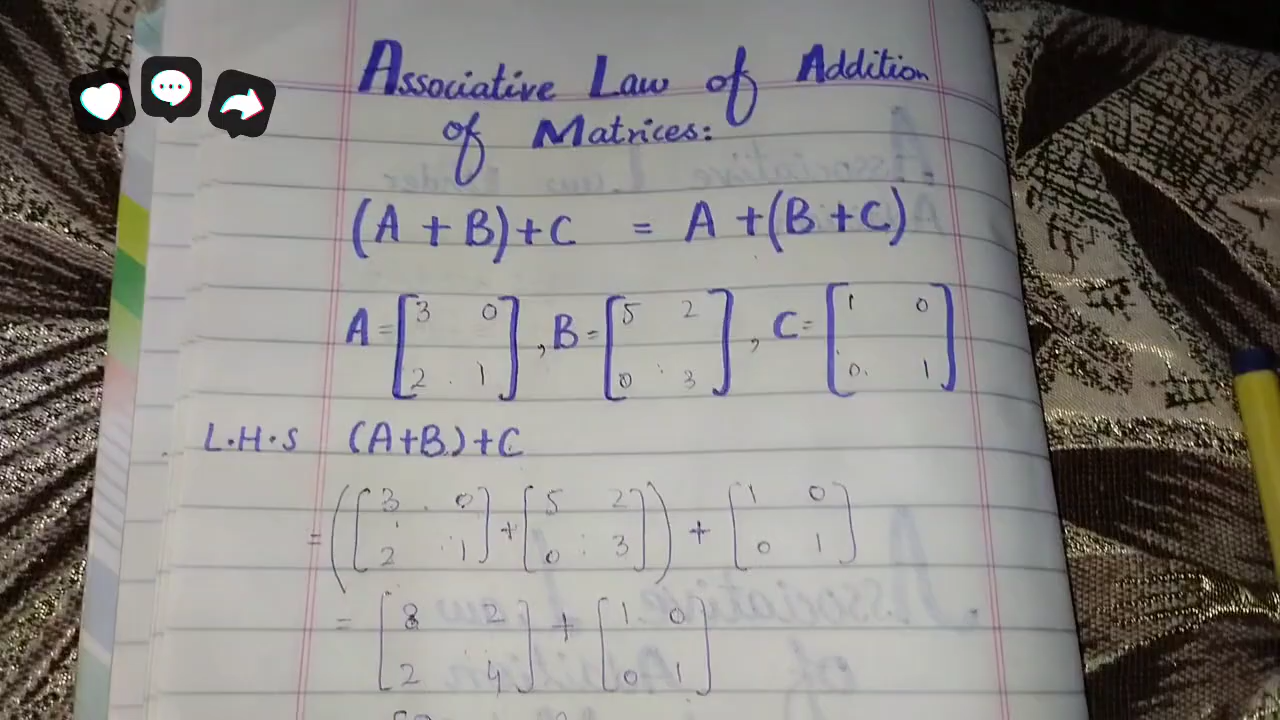 Associative Law of Addition
of Matrices:
(A + B) + C = A + (B + C)
A = [3 0], B = [5 2], C = [1 0]
[2 . 1] [0 3] [0. 1]
L.H.S (A+B)+C
= ([3 . 0] + [5 2]) + [1 0]
[2 1] [0 3] [0 1]
= [8 2] + [1 0]
[2 4] [0 1]